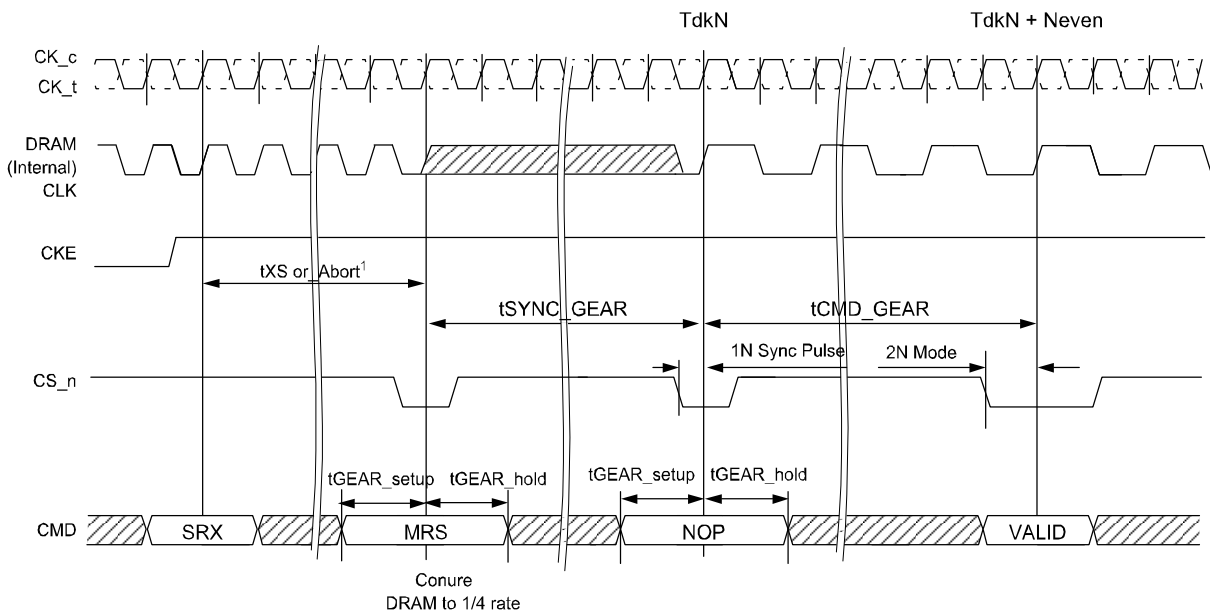 TdkN
TdkN + Neven
CK_c
CK_t
DRAM
(Internal)
CLK
CKE
tXS or_Abort1
tSYNC_GEAR
tCMD_GEAR
1N Sync Pulse
2N Mode
CS_n
tGEAR_setup
tGEAR_hold
tGEAR_setup
tGEAR_hold
CMD
SRX
MRS
NOP
VALID
Conure
DRAM to 1/4 rate